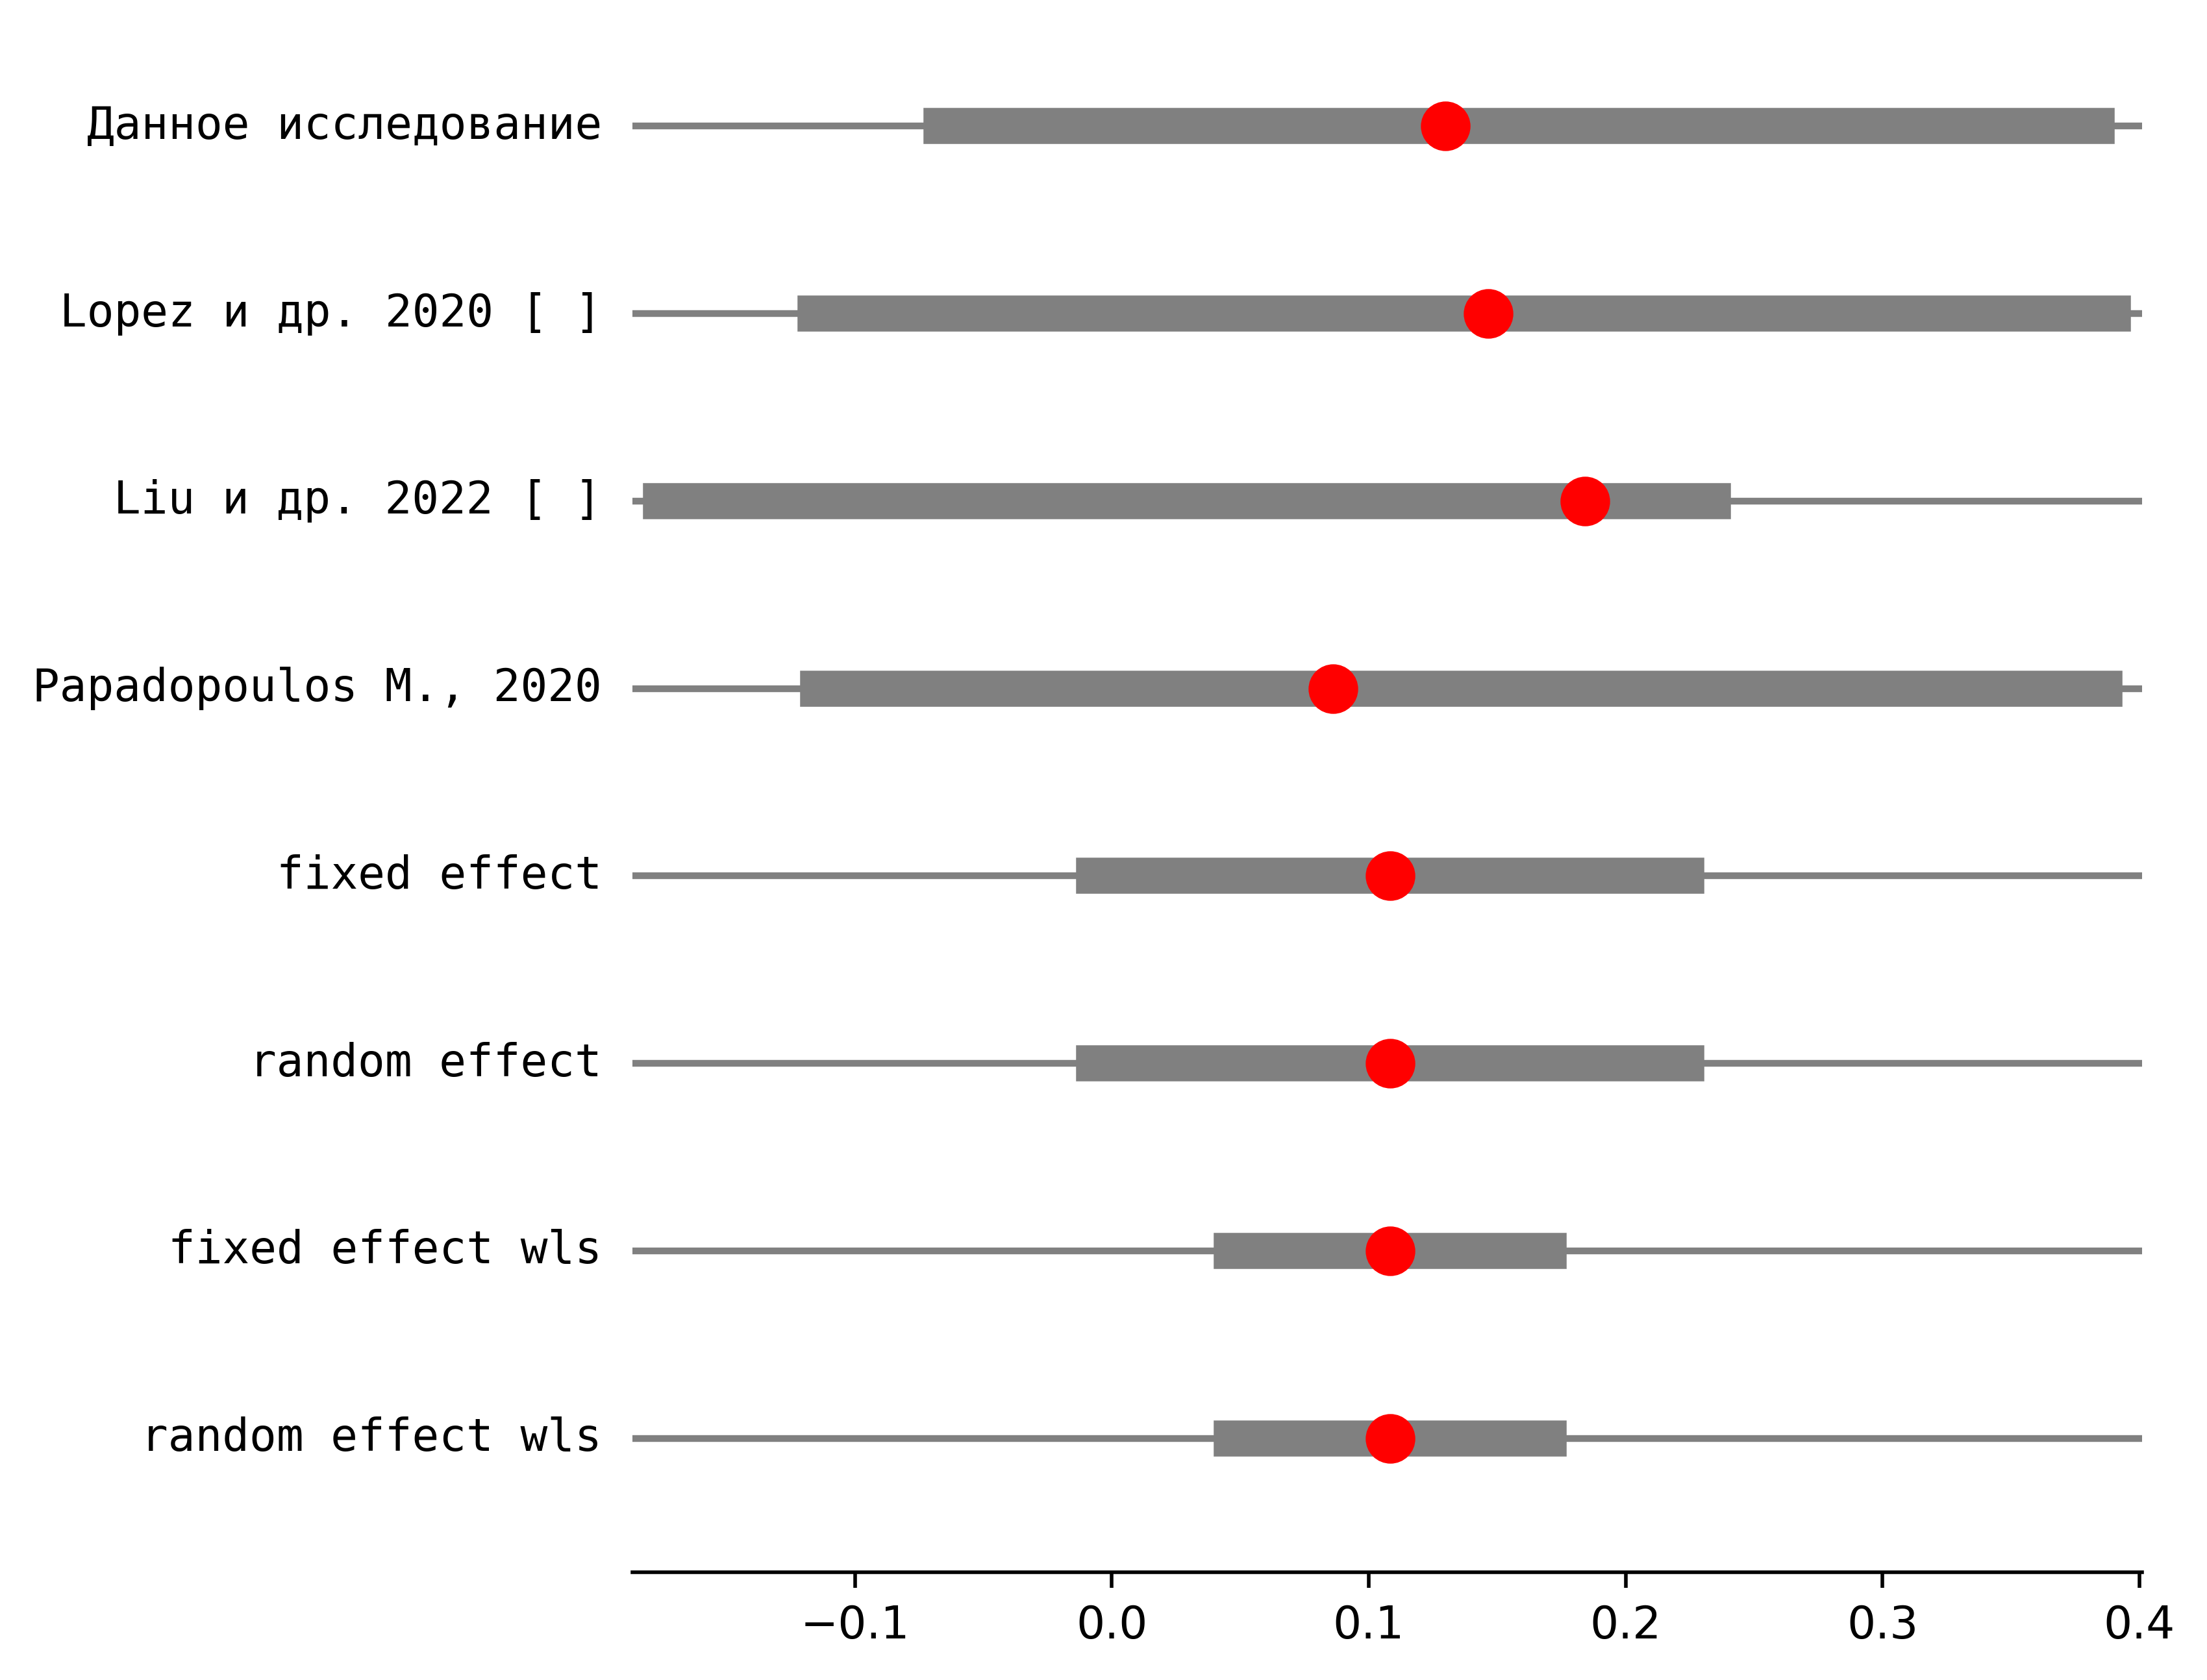 Данное исследование
Lopez и др. 2020 [ ]
Liu и др. 2022 [ ]
Papadopoulos M., 2020
fixed effect
random effect
fixed effect wls
random effect wls
−0.1 0.0 0.1 0.2 0.3 0.4